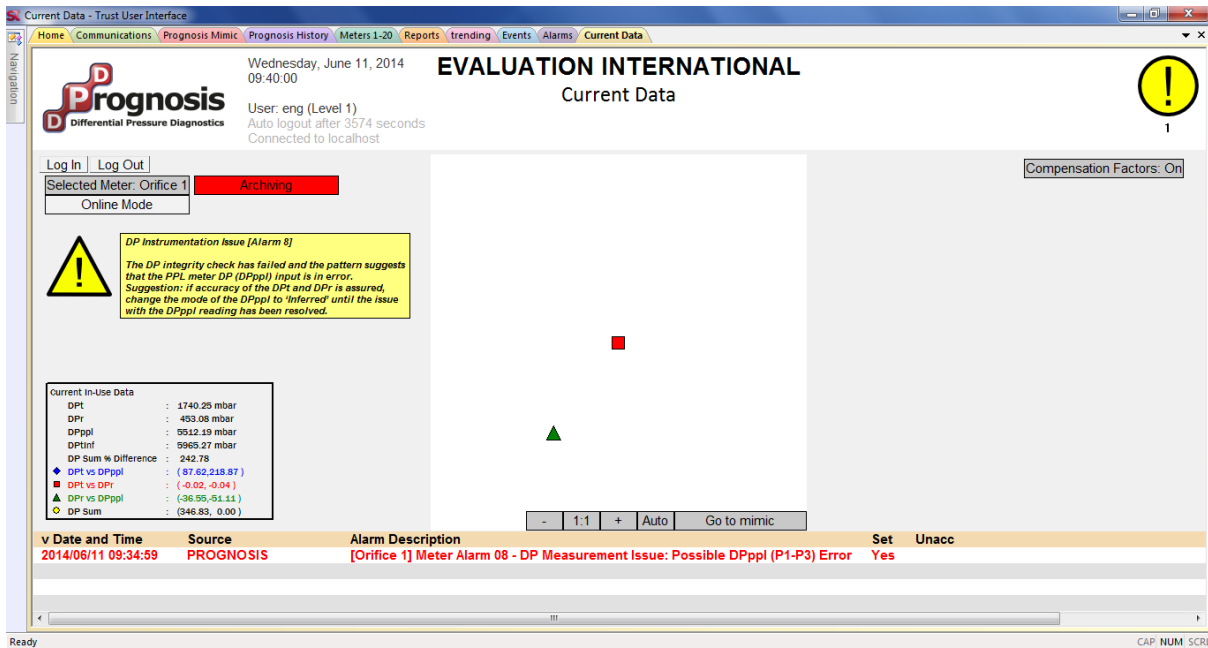 Current Data - Trust User Interface
Home Communications Prognosis Mimic Prognosis History Meters 1-20 Reports trending Events Alarms Current Data
Navigation
DP Prognosis
Differential Pressure Diagnostics
Wednesday, June 11, 2014
09:40:00
User: eng (Level 1)
Auto logout after 3574 seconds
Connected to localhost
EVALUATION INTERNATIONAL
Current Data
!
1
Log In Log Out
Selected Meter: Orifice 1 Archiving
Online Mode
Compensation Factors: On
!
DP Instrumentation Issue [Alarm 8]
The DP integrity check has failed and the pattern suggests
that the PPL meter DP (DPppl) input is in error.
Suggestion: if accuracy of the DPt and DPr is assured,
change the mode of the DPppl to 'Inferred' until the issue
with the DPppl reading has been resolved.
Current In-Use Data
DPt : 1740.25 mbar
DPr : 453.08 mbar
DPppl : 5512.19 mbar
DPtinf : 5965.27 mbar
DP Sum % Difference : 242.78
DPt vs DPppl : ( 87.62,218.87 )
DPt vs DPr : ( -0.02, -0.04 )
DPr vs DPppl : (-36.55,-51.11 )
DP Sum : (346.83, 0.00 )
- 1:1 + Auto Go to mimic
v Date and Time Source Alarm Description Set Unacc
2014/06/11 09:34:59 PROGNOSIS [Orifice 1] Meter Alarm 08 - DP Measurement Issue: Possible DPppl (P1-P3) Error Yes
Ready
CAP NUM SCRL